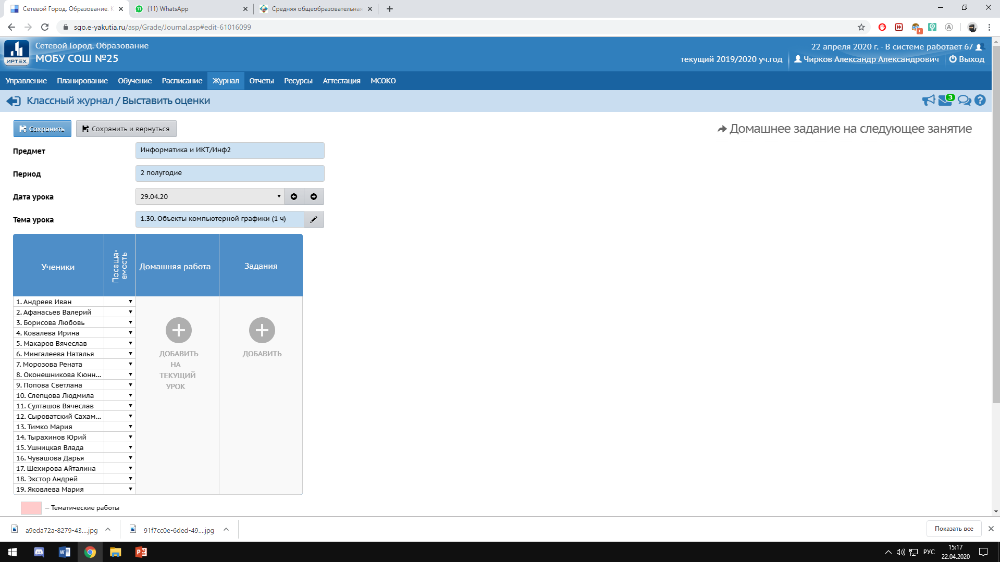 Сетевой Город. Образование. К
(11) WhatsApp
Средняя общеобразовательная
sgo.e-yakutia.ru/asp/Grade/Journal.asp#edit-61016099
Сетевой Город. Образование
МОБУ СОШ №25
ИРТЕХ
22 апреля 2020 г. - В системе работает 67
текущий 2019/2020 уч.год
Чирков Александр Александрович
Выход
Управление
Планирование
Обучение
Расписание
Журнал
Отчеты
Ресурсы
Аттестация
МСОКО
Классный журнал / Выставить оценки
3
Сохранить
Сохранить и вернуться
Домашнее задание на следующее занятие
Предмет
Информатика и ИКТ/Инф2
Период
2 полугодие
Дата урока
29.04.20
Тема урока
1.30. Объекты компьютерной графики (1 ч)
Ученики
Посеща-
емость
Домашняя работа
Задания
1. Андреев Иван
2. Афанасьев Валерий
3. Борисова Любовь
4. Ковалева Ирина
5. Макаров Вячеслав
6. Мингалеева Наталья
7. Морозова Рената
8. Оконешникова Кюнн...
9. Попова Светлана
10. Слепцова Людмила
11. Султашов Вячеслав
12. Сыроватский Сахам...
13. Тимко Мария
14. Тырахинов Юрий
15. Ушницкая Влада
16. Чувашова Дарья
17. Шехирова Айталина
18. Экстор Андрей
19. Яковлева Мария
ДОБАВИТЬ
НА
ТЕКУЩИЙ
УРОК
ДОБАВИТЬ
– Тематические работы
a9eda72a-8279-43....jpg
91f7cc0e-6ded-49....jpg
Показать все
РУС
15:17
22.04.2020